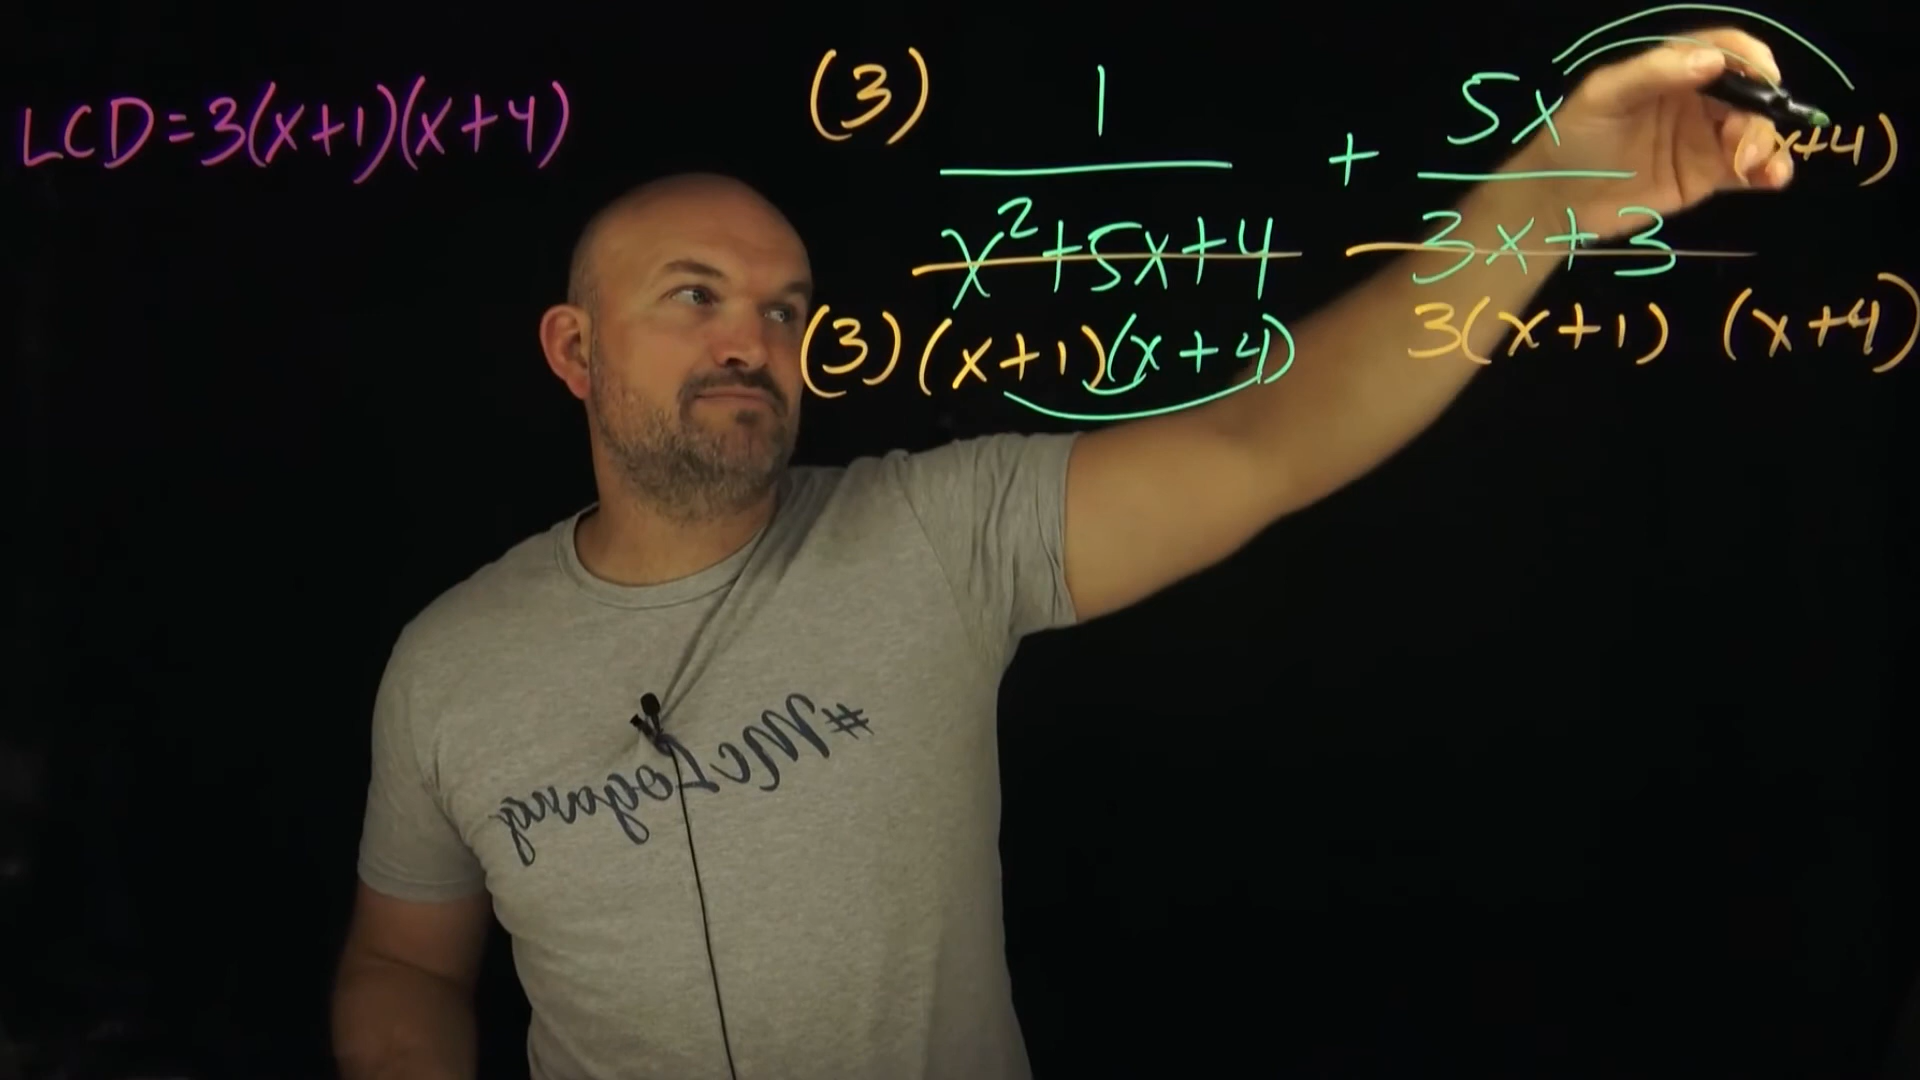 LCD=3(x+1)(x+4)
(3) 1 + 5x (x+4)
x²+5x+4 3x+3
(3)(x+1)(x+4) 3(x+1) (x+4)
#McLogavng